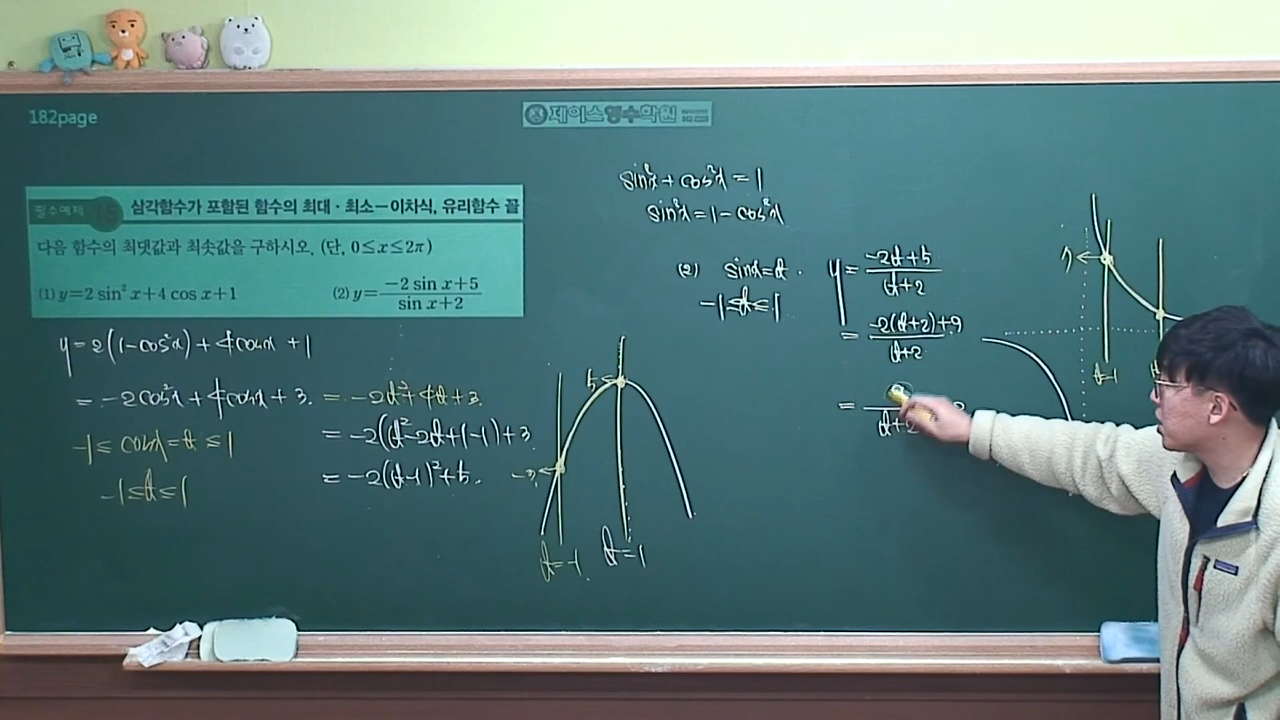 182page
제이스영수학원
필수예제
삼각함수가 포함된 함수의 최대·최소-이차식, 유리함수 꼴
다음 함수의 최댓값과 최솟값을 구하시오. (단, 0≤x≤2π)
(1) y=2 sin² x+4 cos x+1
(2) y=(-2 sin x+5)/(sin x+2)
y=2(1-cos²x)+4cosx+1
=-2cos²x+4cosx+3.
-1≤cosx=t≤1
-1≤t≤1
=-2t²+4t+3.
=-2(t²-2t+1-1)+3
=-2(t-1)²+5.
5
-3
t=-1
t=1
sin²x+cos²x=1
sin²x=1-cos²x
(2) sinx=t.
-1≤t≤1
y=(-2t+5)/(t+2)
=(-2(t+2)+9)/(t+2)
7
t=-1